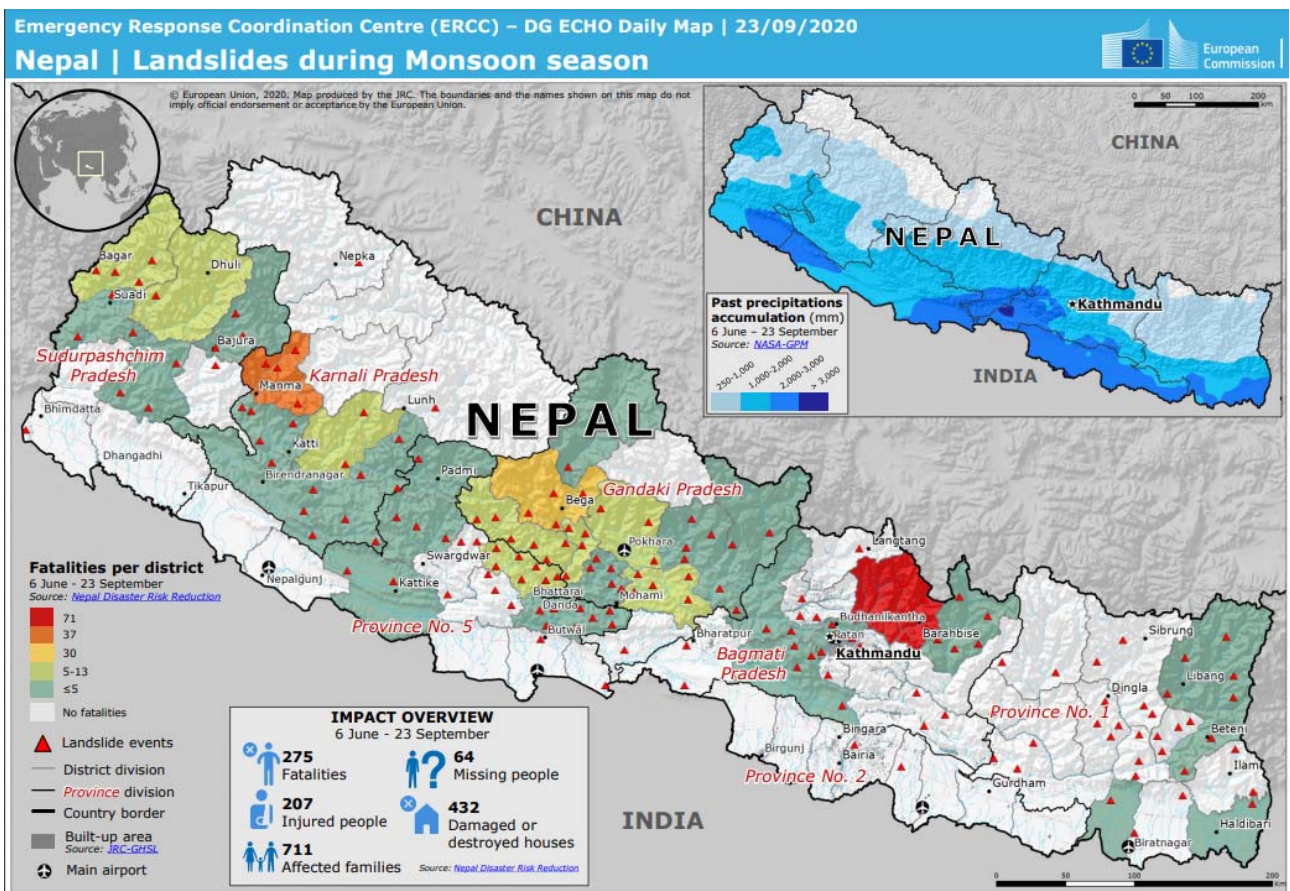 Emergency Response Coordination Centre (ERCC) – DG ECHO Daily Map | 23/09/2020
Nepal | Landslides during Monsoon season
European
Commission
© European Union, 2020. Map produced by the JRC. The boundaries and the names shown on this map do not
imply official endorsement or acceptance by the European Union.
0 50 100 200
Km
CHINA
NEPAL
Kathmandu
INDIA
Past precipitations
accumulation (mm)
6 June – 23 September
Source: NASA-GPM
250-1,000
1,000-2,000
2,000-3,000
> 3,000
CHINA
Nepka
Bagar
Dhuli
Suadi
Bajura
Sudurpashchim
Pradesh
Manma
Karnali Pradesh
Lunh
Bhimdatta
NEPAL
Dhangadhi
Katti
Birendranagar
Padmi
Tikapur
Gandaki Pradesh
Bega
Pokhara
Langtang
Swargdwar
Nepalgunj
Kattike
Bhattarai
Danda
Mohami
Province No. 5
Butwal
Bharatpur
Budhanilkantha
Ratan
Barahbise
Kathmandu
Bagmati
Pradesh
Sibrung
Libang
Dingla
Province No. 1
Beteni
Bingara
Birgunj
Bairia
Province No. 2
Gurdham
Ilam
Haldibari
Biratnagar
INDIA
Fatalities per district
6 June - 23 September
Source: Nepal Disaster Risk Reduction
71
37
30
5-13
≤5
No fatalities
Landslide events
District division
Province division
Country border
Built-up area
Source: JRC-GHSL
Main airport
IMPACT OVERVIEW
6 June - 23 September
275
Fatalities
64
Missing people
207
Injured people
432
Damaged or
destroyed houses
711
Affected families
Source: Nepal Disaster Risk Reduction
0 50 100 200
Km